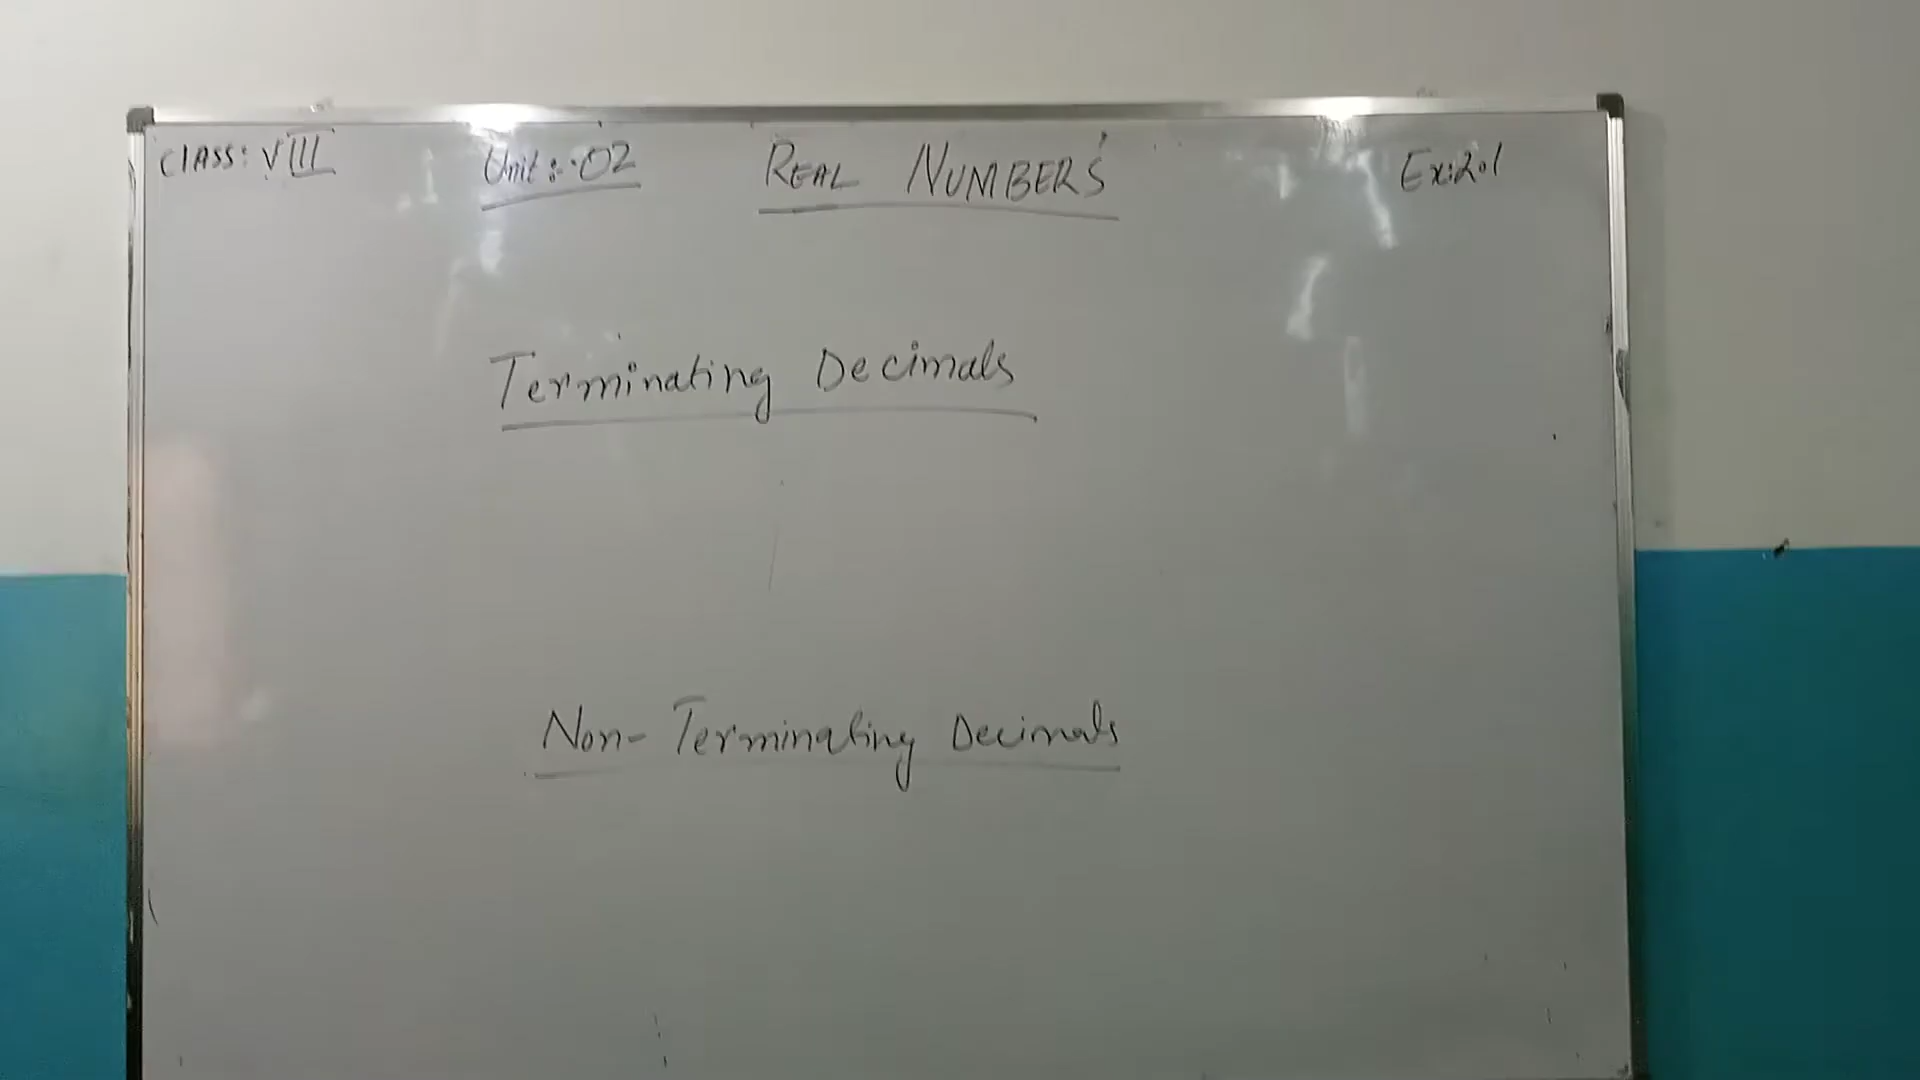 CLASS: VIII Unit:-02 REAL NUMBERS Ex:2.1
Terminating Decimals
Non-Terminating Decimals